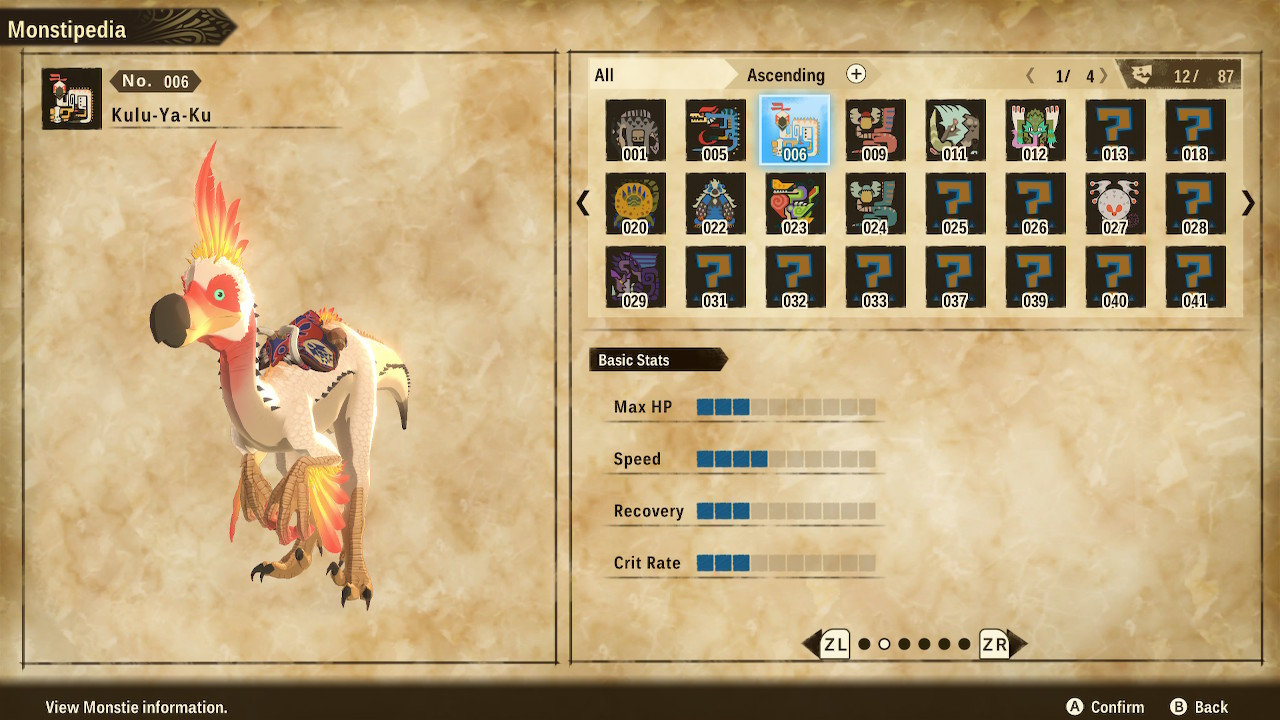 Monstipedia
No. 006
Kulu-Ya-Ku
All
Ascending
1/ 4
12/ 87
001 005 006 009 011 012 013 018
020 022 023 024 025 026 027 028
029 031 032 033 037 039 040 041
Basic Stats
Max HP
Speed
Recovery
Crit Rate
ZL ZR
View Monstie information.
A Confirm B Back